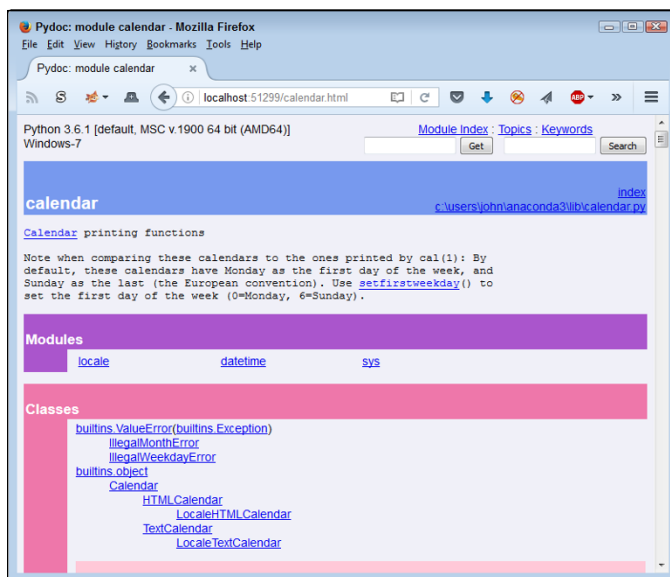 Pydoc: module calendar - Mozilla Firefox
File Edit View History Bookmarks Tools Help
Pydoc: module calendar ×
S ABP localhost:51299/calendar.html
Python 3.6.1 [default, MSC v.1900 64 bit (AMD64)]
Windows-7
Module Index : Topics : Keywords
Get Search
calendar
index
c:\users\john\anaconda3\lib\calendar.py
Calendar printing functions
Note when comparing these calendars to the ones printed by cal(1): By
default, these calendars have Monday as the first day of the week, and
Sunday as the last (the European convention). Use setfirstweekday() to
set the first day of the week (0=Monday, 6=Sunday).
Modules
locale datetime sys
Classes
builtins.ValueError(builtins.Exception)
IllegalMonthError
IllegalWeekdayError
builtins.object
Calendar
HTMLCalendar
LocaleHTMLCalendar
TextCalendar
LocaleTextCalendar